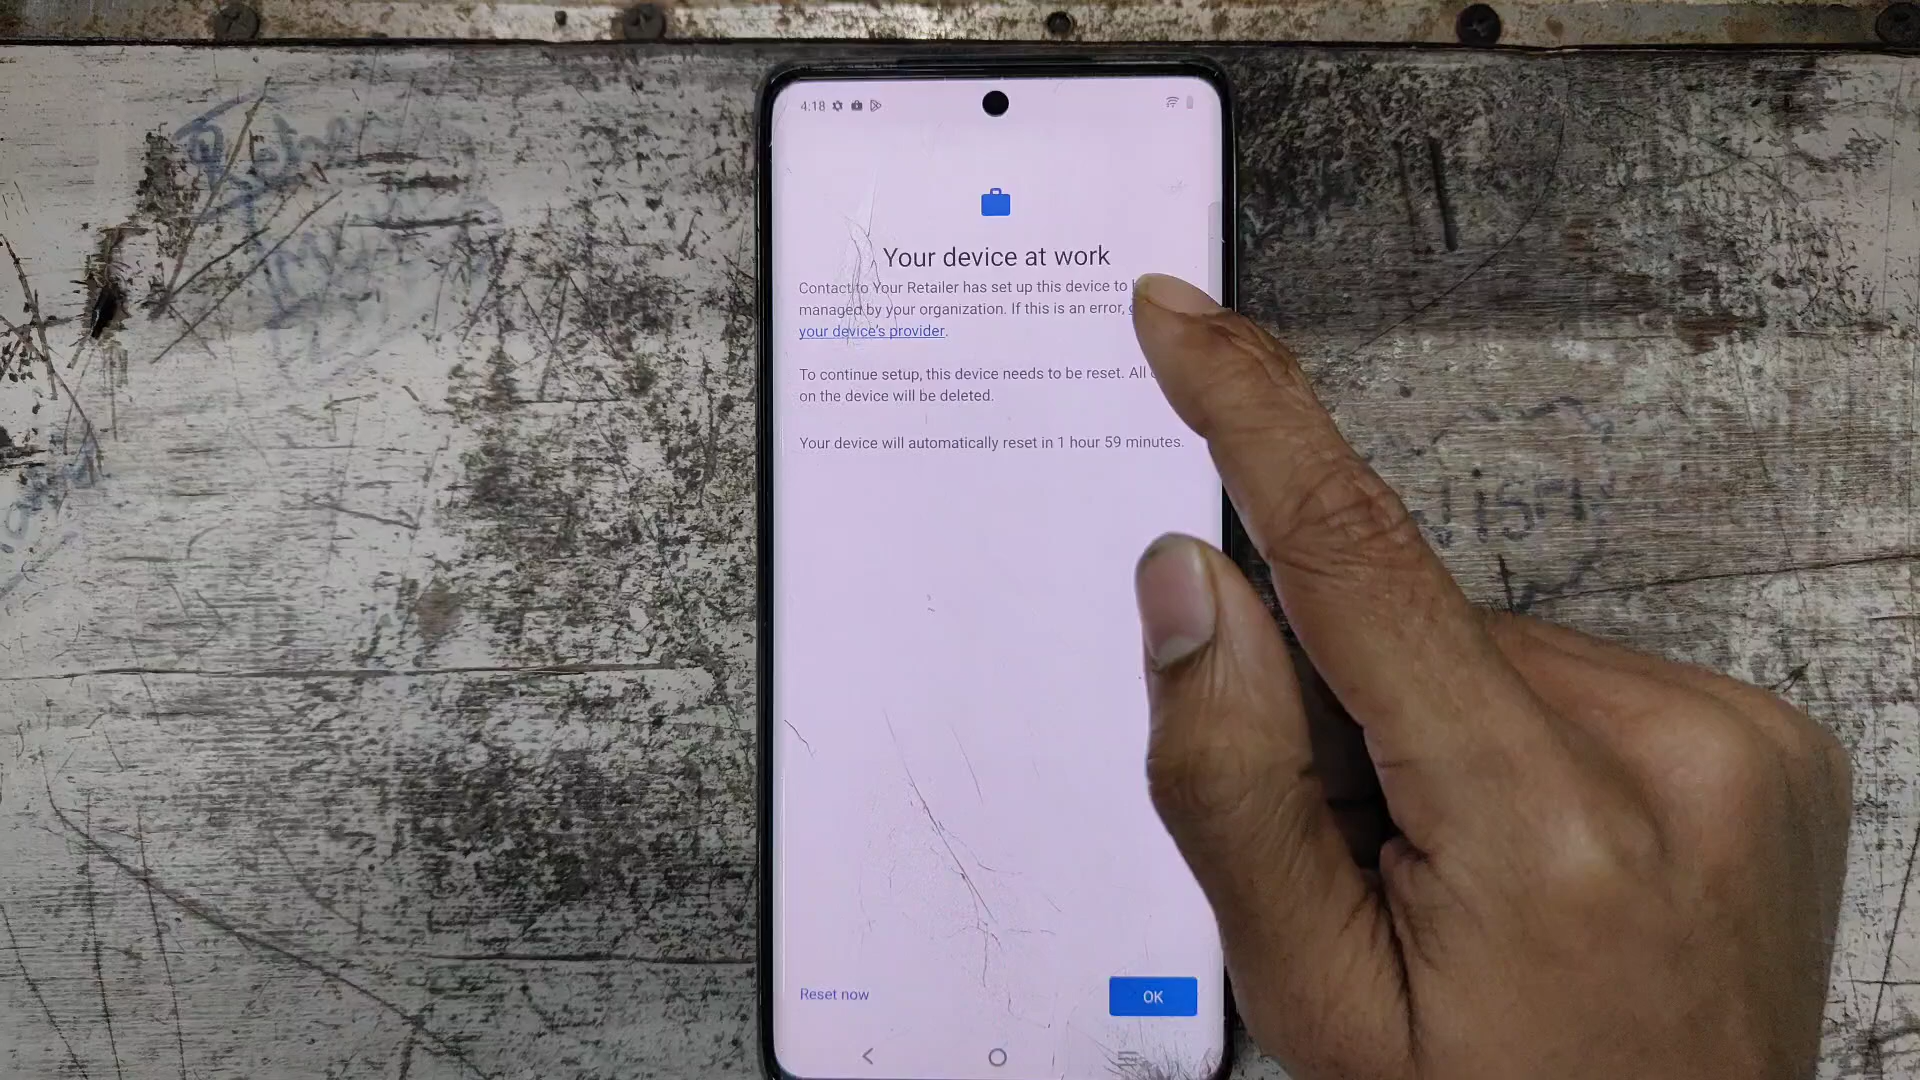 4:18
Your device at work
Contact to Your Retailer has set up this device to
managed by your organization. If this is an error,
your device's provider.
To continue setup, this device needs to be reset. All
on the device will be deleted.
Your device will automatically reset in 1 hour 59 minutes.
Reset now
OK